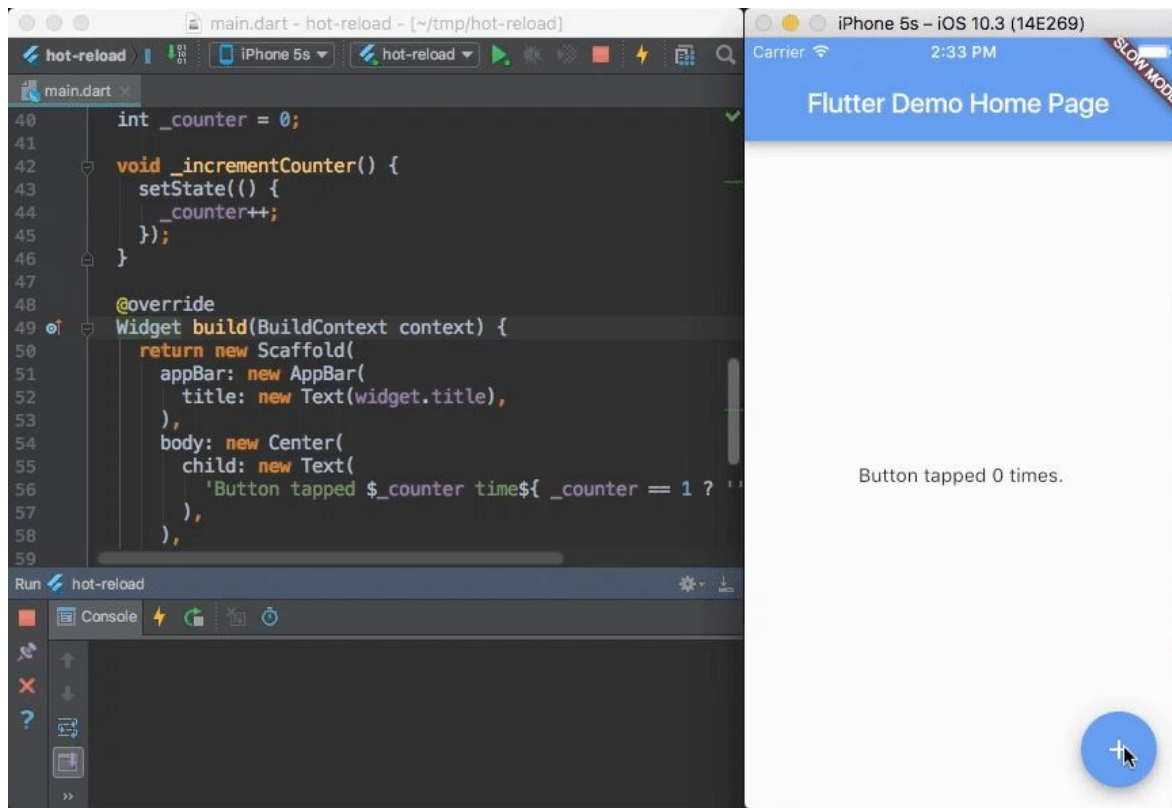 main.dart - hot-reload - [~/tmp/hot-reload]
hot-reload
iPhone 5s
hot-reload
main.dart
40 int _counter = 0;
41
42 void _incrementCounter() {
43 setState(() {
44 _counter++;
45 });
46 }
47
48 @override
49 Widget build(BuildContext context) {
50 return new Scaffold(
51 appBar: new AppBar(
52 title: new Text(widget.title),
53 ),
54 body: new Center(
55 child: new Text(
56 'Button tapped $_counter time${ _counter == 1 ? ''
57 ),
58 ),
59
Run hot-reload
Console
iPhone 5s – iOS 10.3 (14E269)
Carrier 2:33 PM
SLOW MODE
Flutter Demo Home Page
Button tapped 0 times.